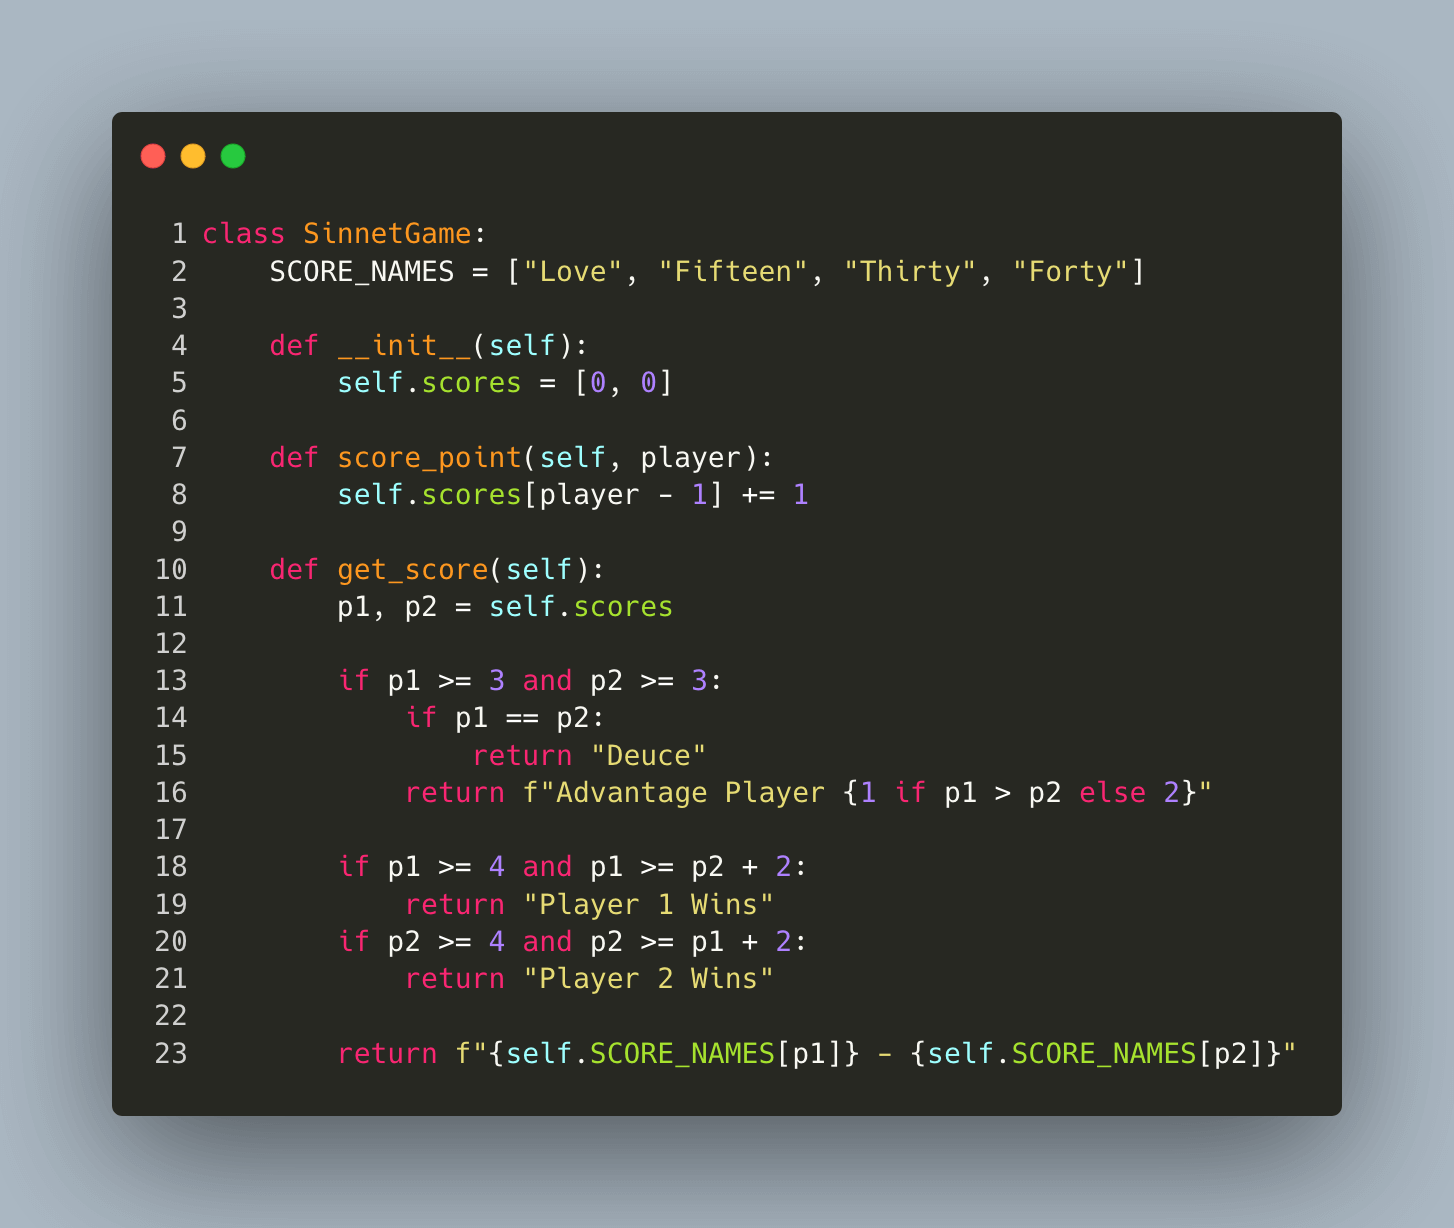 1 class SinnetGame:
2     SCORE_NAMES = ["Love", "Fifteen", "Thirty", "Forty"]
3
4     def __init__(self):
5         self.scores = [0, 0]
6
7     def score_point(self, player):
8         self.scores[player - 1] += 1
9
10     def get_score(self):
11         p1, p2 = self.scores
12
13         if p1 >= 3 and p2 >= 3:
14             if p1 == p2:
15                 return "Deuce"
16             return f"Advantage Player {1 if p1 > p2 else 2}"
17
18         if p1 >= 4 and p1 >= p2 + 2:
19             return "Player 1 Wins"
20         if p2 >= 4 and p2 >= p1 + 2:
21             return "Player 2 Wins"
22
23         return f"{self.SCORE_NAMES[p1]} - {self.SCORE_NAMES[p2]}"